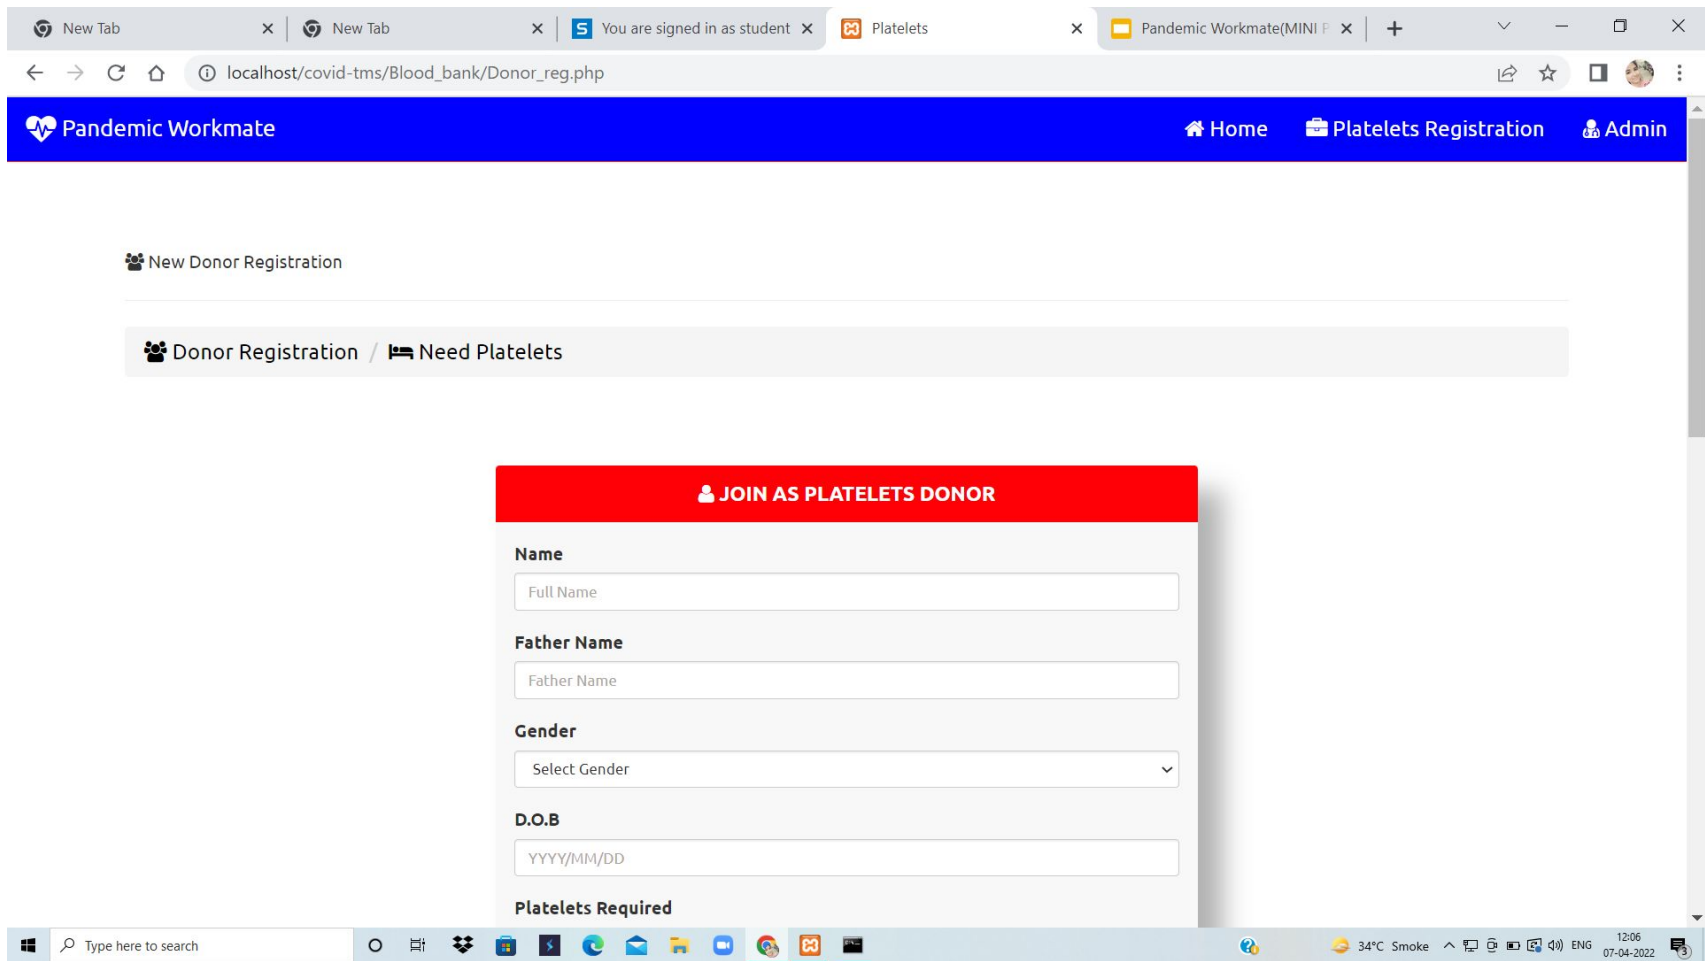 New Tab
New Tab
You are signed in as student
Platelets
Pandemic Workmate(MINI P
localhost/covid-tms/Blood_bank/Donor_reg.php
Pandemic Workmate
Home
Platelets Registration
Admin
New Donor Registration
Donor Registration / Need Platelets
JOIN AS PLATELETS DONOR
Name
Full Name
Father Name
Father Name
Gender
Select Gender
D.O.B
YYYY/MM/DD
Platelets Required
Type here to search
34°C Smoke
ENG
12:06
07-04-2022
3